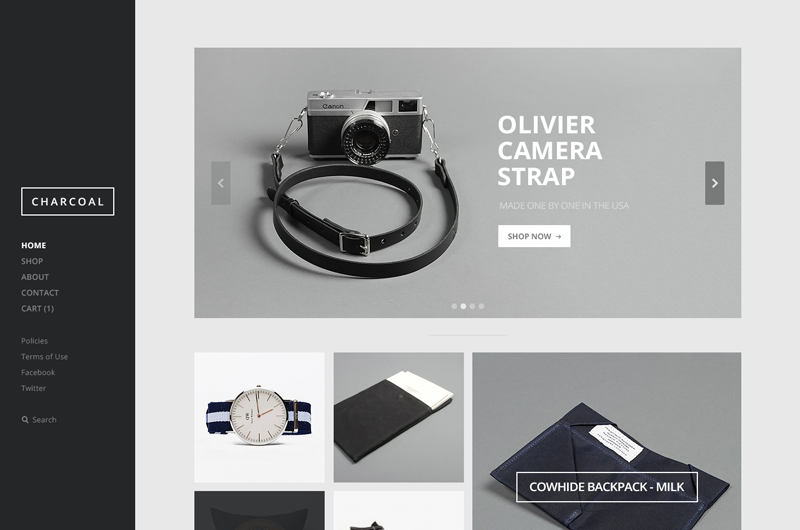 CHARCOAL
HOME
SHOP
ABOUT
CONTACT
CART (1)
Policies
Terms of Use
Facebook
Twitter
Search
Canon
OLIVIER
CAMERA
STRAP
MADE ONE BY ONE IN THE USA
SHOP NOW →
COWHIDE BACKPACK - MILK